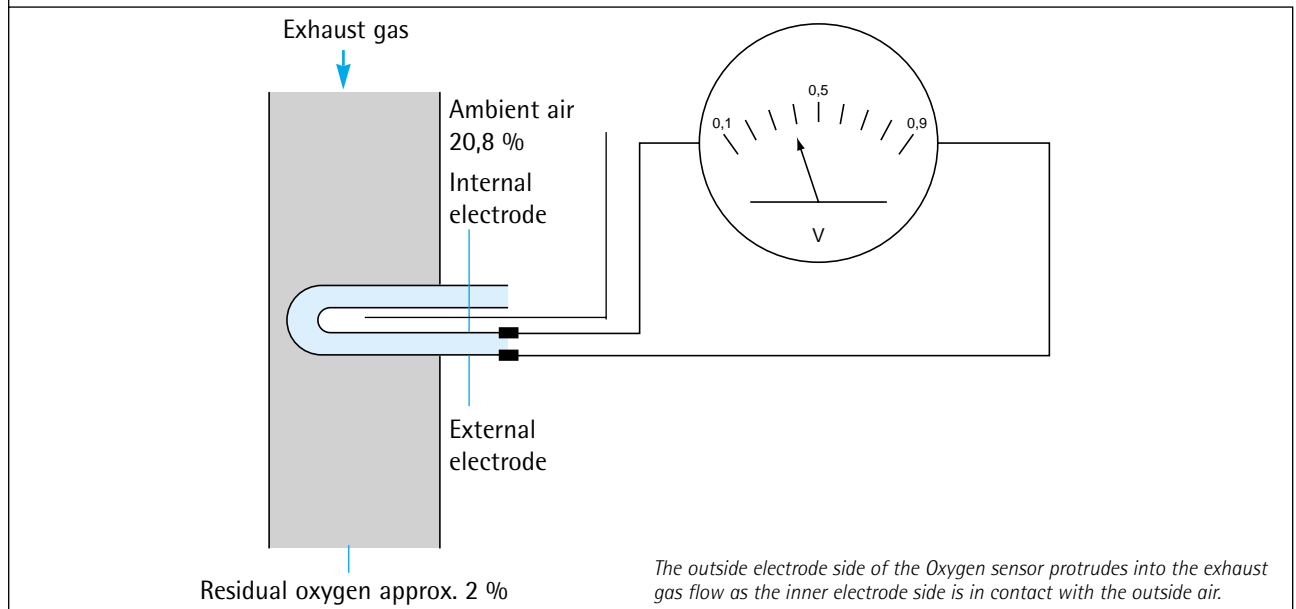 Exhaust gas
Ambient air
20,8 %
Internal
electrode
0,1
0,5
0,9
V
External
electrode
Residual oxygen approx. 2 %
The outside electrode side of the Oxygen sensor protrudes into the exhaust
gas flow as the inner electrode side is in contact with the outside air.